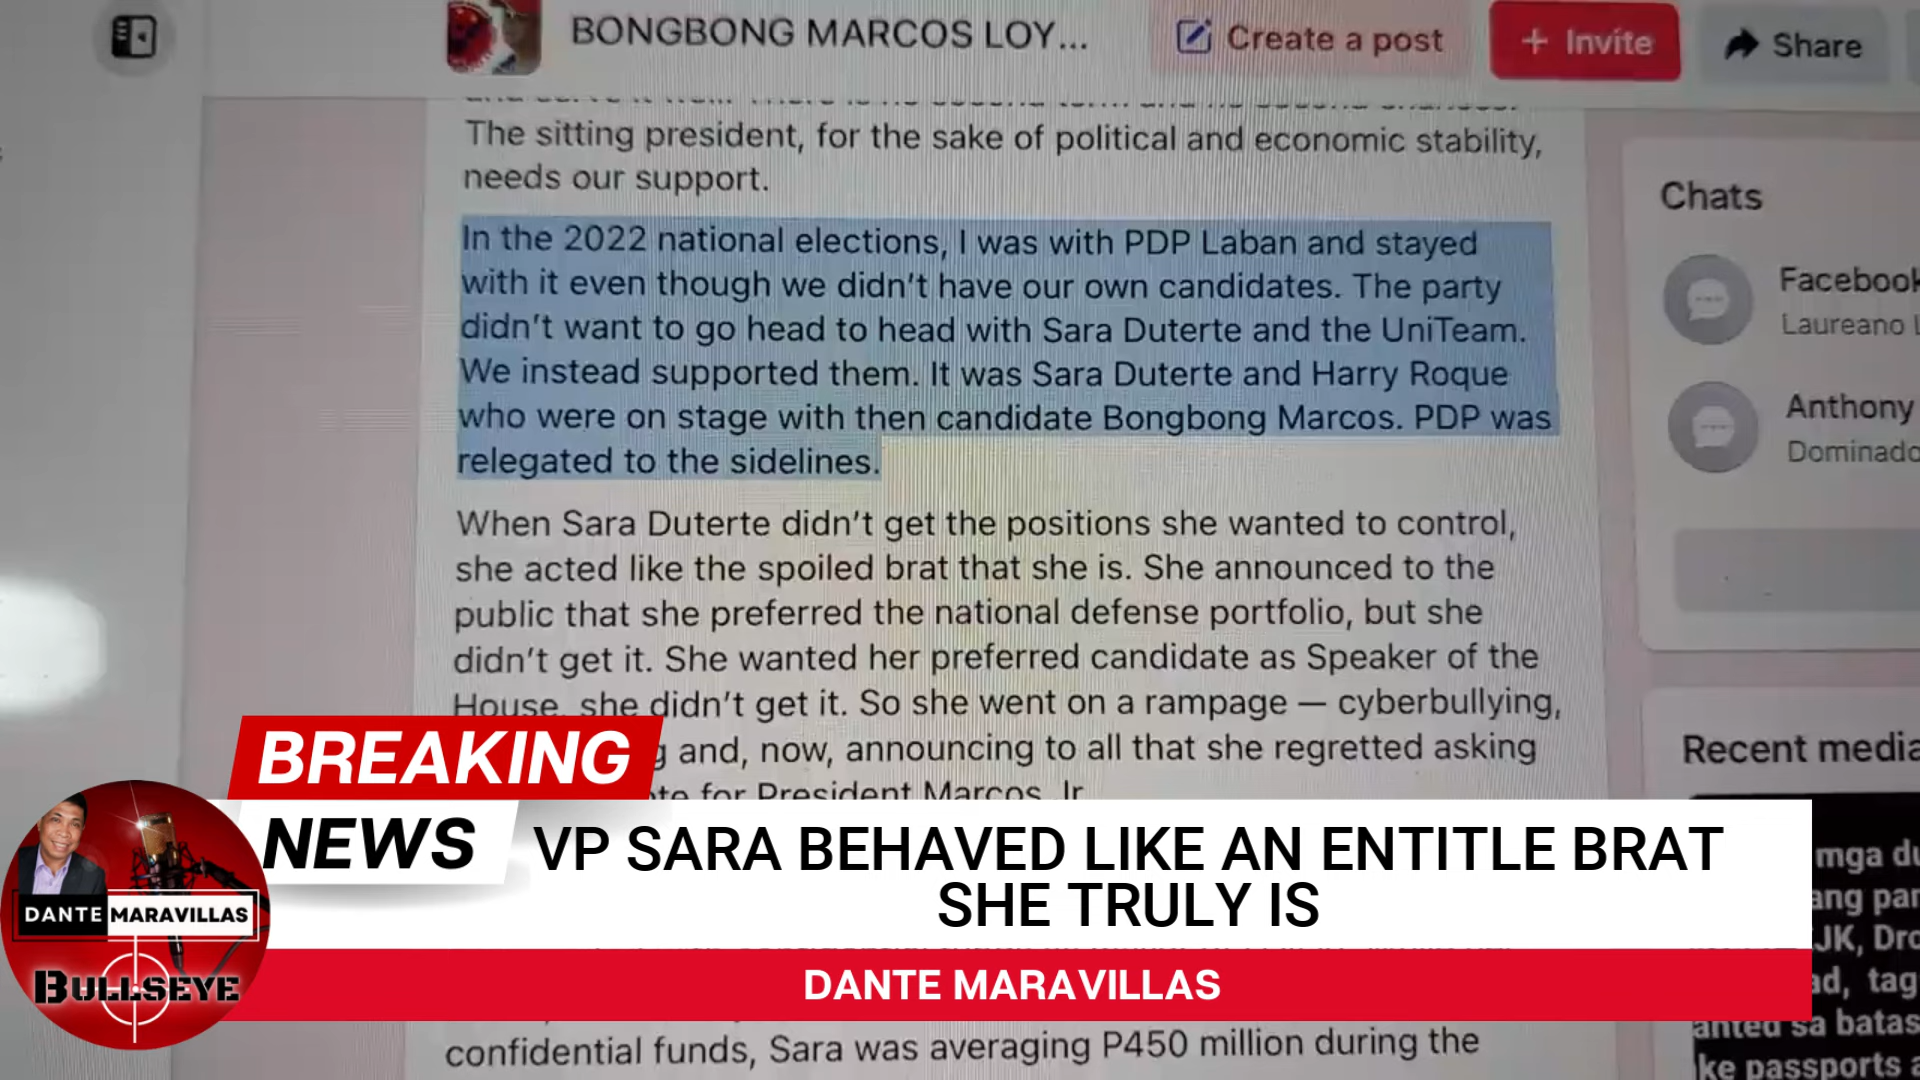 BONGBONG MARCOS LOY...
Create a post
+ Invite
Share
The sitting president, for the sake of political and economic stability,
needs our support.
In the 2022 national elections, I was with PDP Laban and stayed
with it even though we didn't have our own candidates. The party
didn't want to go head to head with Sara Duterte and the UniTeam.
We instead supported them. It was Sara Duterte and Harry Roque
who were on stage with then candidate Bongbong Marcos. PDP was
relegated to the sidelines.
When Sara Duterte didn't get the positions she wanted to control,
she acted like the spoiled brat that she is. She announced to the
public that she preferred the national defense portfolio, but she
didn't get it. She wanted her preferred candidate as Speaker of the
House, she didn't get it. So she went on a rampage — cyberbullying,
and, now, announcing to all that she regretted asking
for President Marcos Jr
confidential funds, Sara was averaging P450 million during the
Chats
Facebook
Laureano L
Anthony
Dominado
Recent media
mga du
ang par
JK, Dro
ad, tag
anted sa batas
ke passports a
BREAKING
NEWS
VP SARA BEHAVED LIKE AN ENTITLE BRAT
SHE TRULY IS
DANTE MARAVILLAS
DANTE MARAVILLAS
BULLSEYE